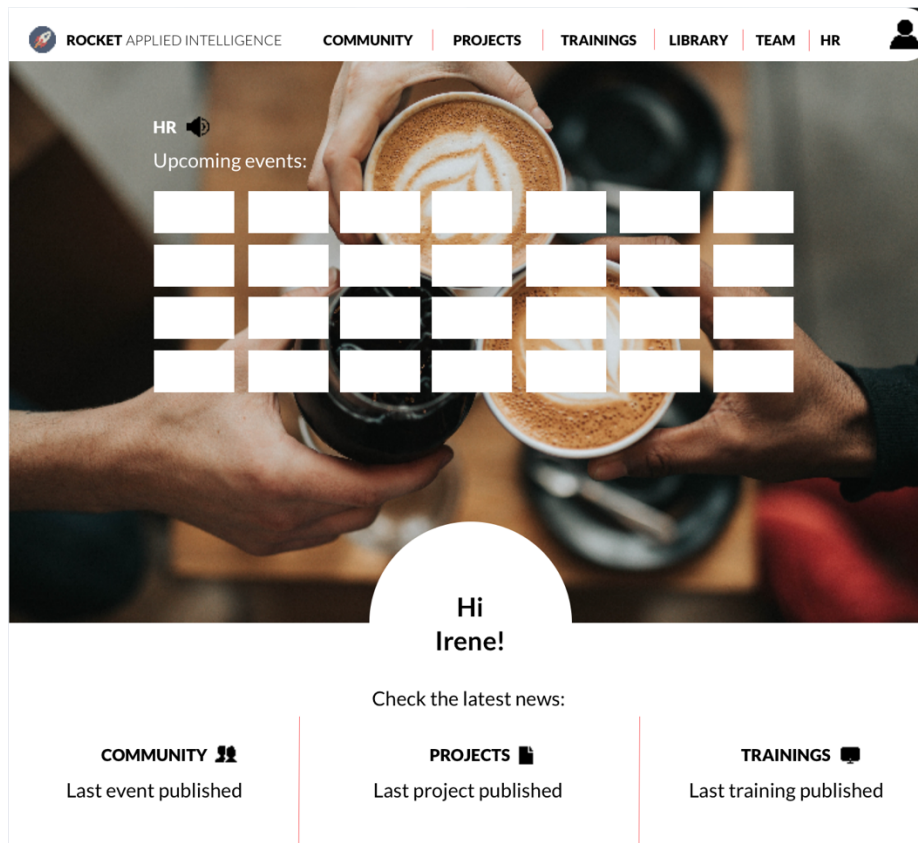 ROCKET APPLIED INTELLIGENCE COMMUNITY PROJECTS TRAININGS LIBRARY TEAM HR
HR
Upcoming events:
Hi
Irene!
Check the latest news:
COMMUNITY PROJECTS TRAININGS
Last event published Last project published Last training published